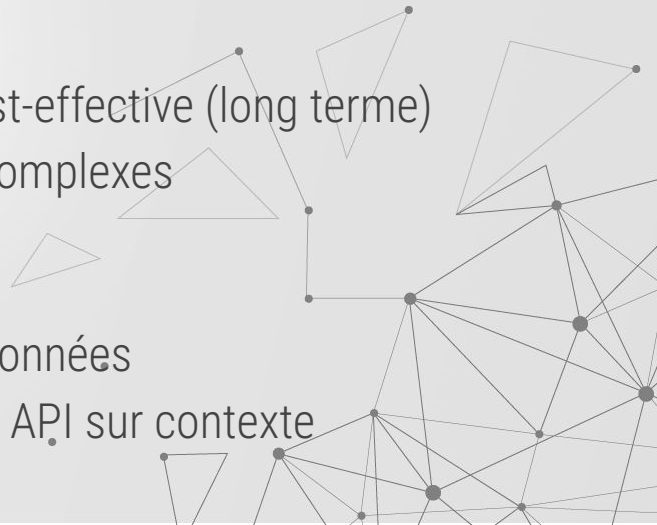 st-effective (long terme)
omplexes
onnées
API sur contexte